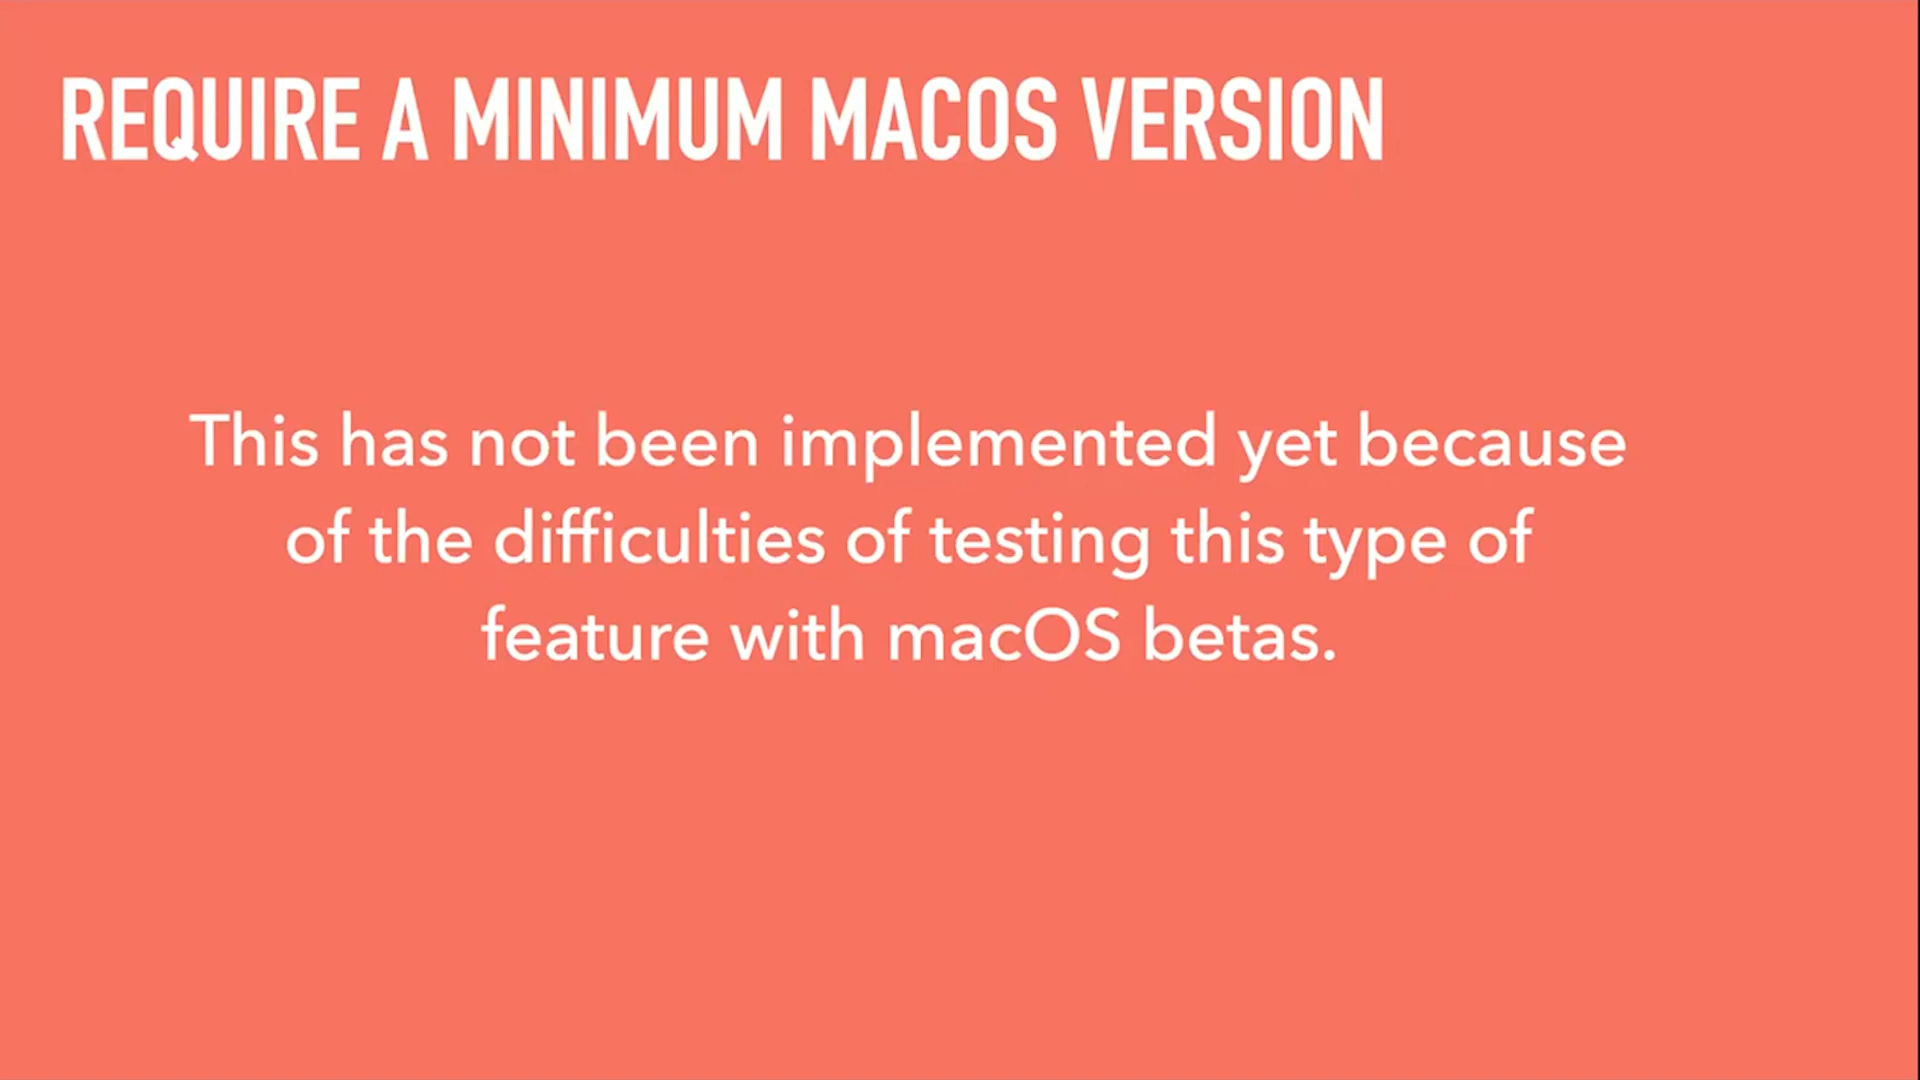 REQUIRE A MINIMUM MACOS VERSION
This has not been implemented yet because
of the difficulties of testing this type of
feature with macOS betas.